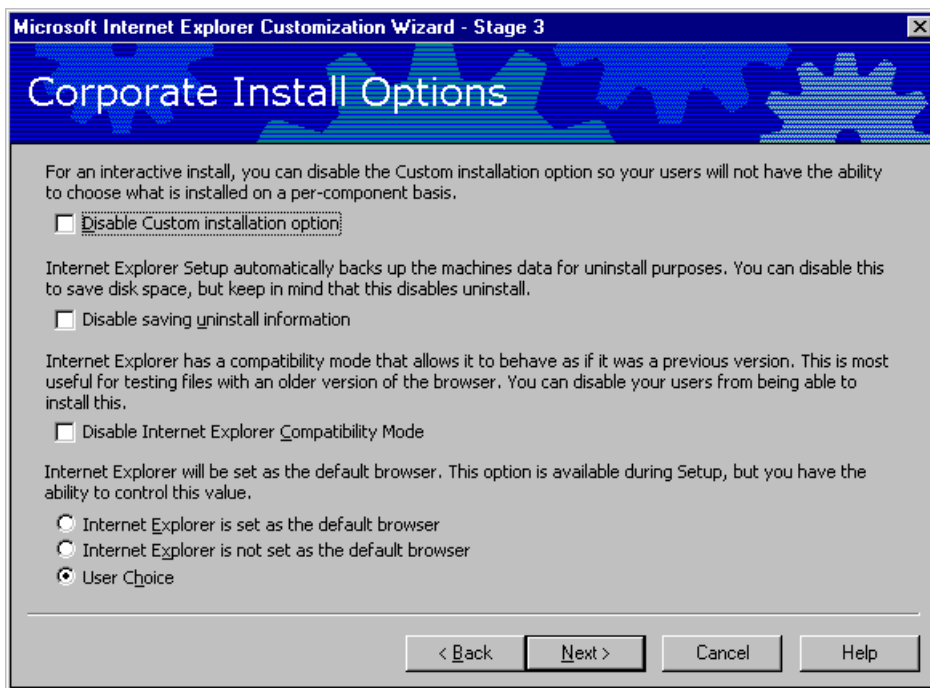 Microsoft Internet Explorer Customization Wizard - Stage 3
Corporate Install Options
For an interactive install, you can disable the Custom installation option so your users will not have the ability
to choose what is installed on a per-component basis.
Disable Custom installation option
Internet Explorer Setup automatically backs up the machines data for uninstall purposes. You can disable this
to save disk space, but keep in mind that this disables uninstall.
Disable saving uninstall information
Internet Explorer has a compatibility mode that allows it to behave as if it was a previous version. This is most
useful for testing files with an older version of the browser. You can disable your users from being able to
install this.
Disable Internet Explorer Compatibility Mode
Internet Explorer will be set as the default browser. This option is available during Setup, but you have the
ability to control this value.
Internet Explorer is set as the default browser
Internet Explorer is not set as the default browser
User Choice
< Back Next > Cancel Help